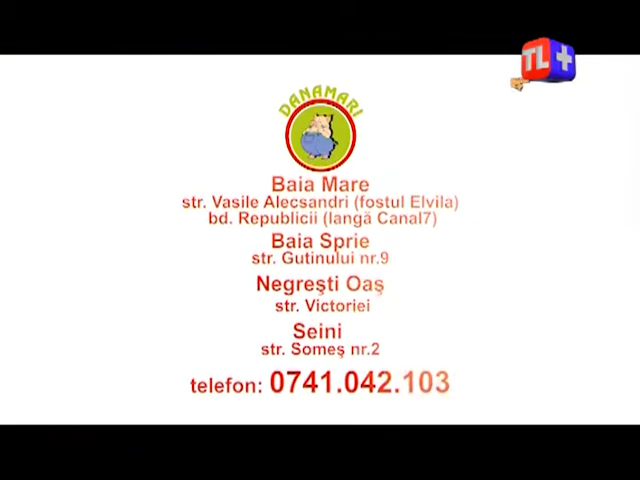 TL+
DANAMARI
Baia Mare
str. Vasile Alecsandri (fostul Elvila)
bd. Republicii (langă Canal7)
Baia Sprie
str. Gutinului nr.9
Negreşti Oaş
str. Victoriei
Seini
str. Someş nr.2
telefon: 0741.042.103